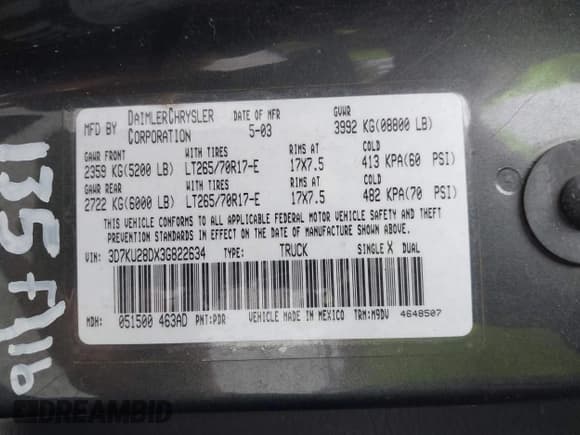 MFD BY DAIMLERCHRYSLER CORPORATION DATE OF MFR 5-03 GVWR 3992 KG(08800 LB)
GAWR FRONT WITH TIRES RIMS AT COLD
2359 KG(5200 LB) LT265/70R17-E 17X7.5 413 KPA(60 PSI)
GAWR REAR WITH TIRES RIMS AT COLD
2722 KG(6000 LB) LT265/70R17-E 17X7.5 482 KPA(70 PSI)
THIS VEHICLE CONFORMS TO ALL APPLICABLE FEDERAL MOTOR VEHICLE SAFETY AND THEFT
PREVENTION STANDARDS IN EFFECT ON THE DATE OF MANUFACTURE SHOWN ABOVE
VIN: 3D7KU28DX3G822634 TYPE: TRUCK SINGLE X DUAL
MDH: 051500 463AD PNT:PDR VEHICLE MADE IN MEXICO TRM:M9DV 4648507
135 f116
DREAMBID